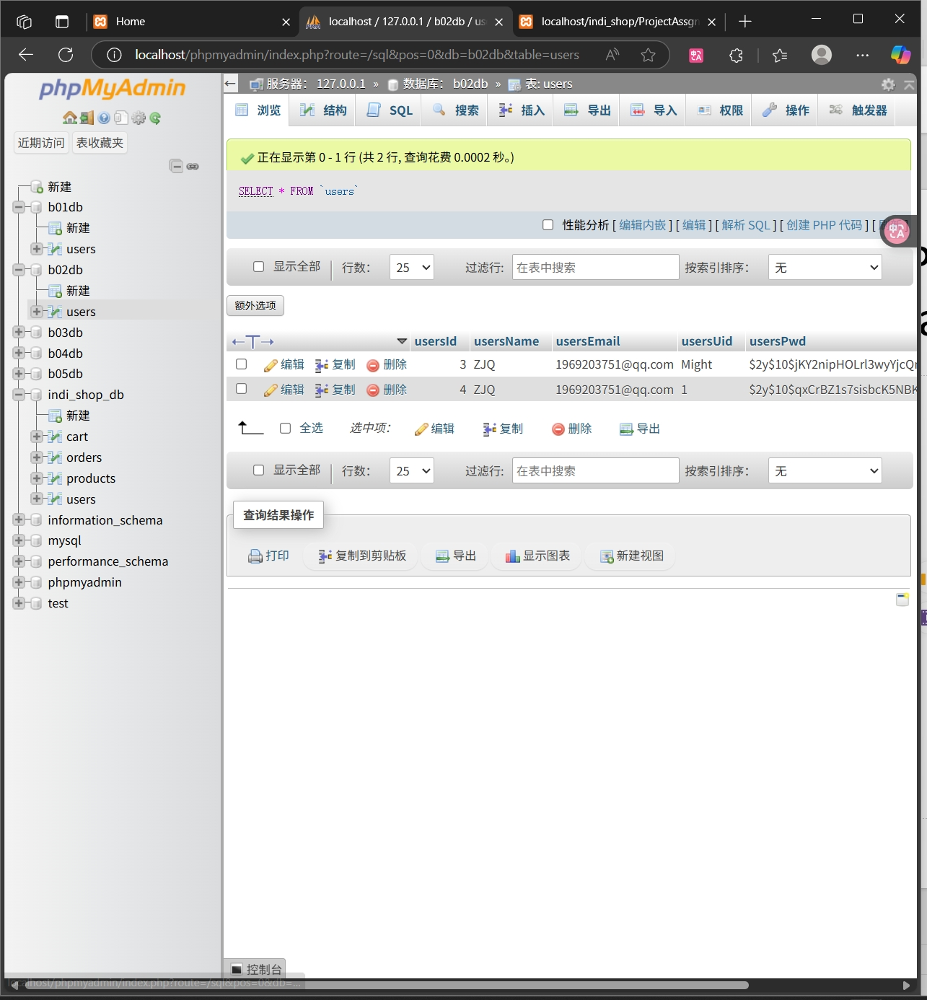 Home
localhost / 127.0.0.1 / b02db / us
localhost/indi_shop/ProjectAssgn
localhost/phpmyadmin/index.php?route=/sql&pos=0&db=b02db&table=users
phpMyAdmin
近期访问 表收藏夹
新建
b01db
新建
users
b02db
新建
users
b03db
b04db
b05db
indi_shop_db
新建
cart
orders
products
users
information_schema
mysql
performance_schema
phpmyadmin
test
服务器： 127.0.0.1 » 数据库： b02db » 表: users
浏览 结构 SQL 搜索 插入 导出 导入 权限 操作 触发器
正在显示第 0 - 1 行 (共 2 行, 查询花费 0.0002 秒。)
SELECT * FROM `users`
性能分析 [ 编辑内嵌 ] [ 编辑 ] [ 解析 SQL ] [ 创建 PHP 代码 ] [
显示全部 行数： 25 过滤行: 在表中搜索 按索引排序： 无
额外选项
usersId usersName usersEmail usersUid usersPwd
编辑 复制 删除 3 ZJQ 1969203751@qq.com Might $2y$10$jKY2nipHOLrl3wyYjcQr
编辑 复制 删除 4 ZJQ 1969203751@qq.com 1 $2y$10$qxCrBZ1s7sisbcK5NBK
全选 选中项： 编辑 复制 删除 导出
显示全部 行数： 25 过滤行: 在表中搜索 按索引排序： 无
查询结果操作
打印 复制到剪贴板 导出 显示图表 新建视图
控制台
localhost/phpmyadmin/index.php?route=/sql&pos=0&db=...